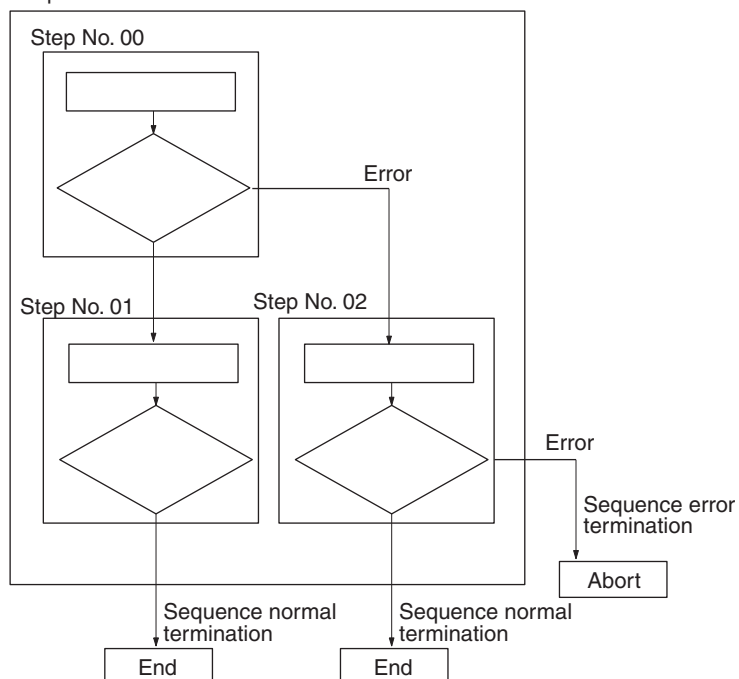 Step No. 00
Error
Step No. 01
Step No. 02
Error
Sequence error
termination
Abort
Sequence normal
termination
Sequence normal
termination
End
End